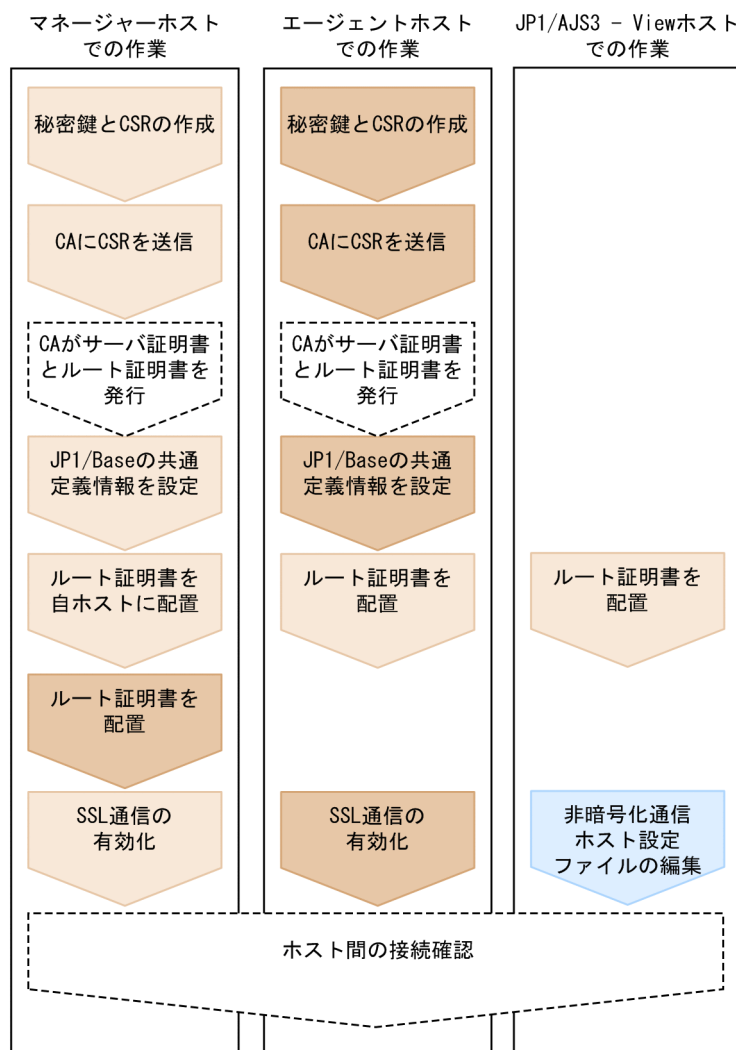 マネージャーホスト
での作業
エージェントホスト
での作業
JP1/AJS3 - Viewホスト
での作業
秘密鍵とCSRの作成
秘密鍵とCSRの作成
CAにCSRを送信
CAにCSRを送信
CAがサーバ証明書
とルート証明書を
発行
CAがサーバ証明書
とルート証明書を
発行
JP1/Baseの共通
定義情報を設定
JP1/Baseの共通
定義情報を設定
ルート証明書を
自ホストに配置
ルート証明書を
配置
ルート証明書を
配置
ルート証明書を
配置
SSL通信の
有効化
SSL通信の
有効化
非暗号化通信
ホスト設定
ファイルの編集
ホスト間の接続確認